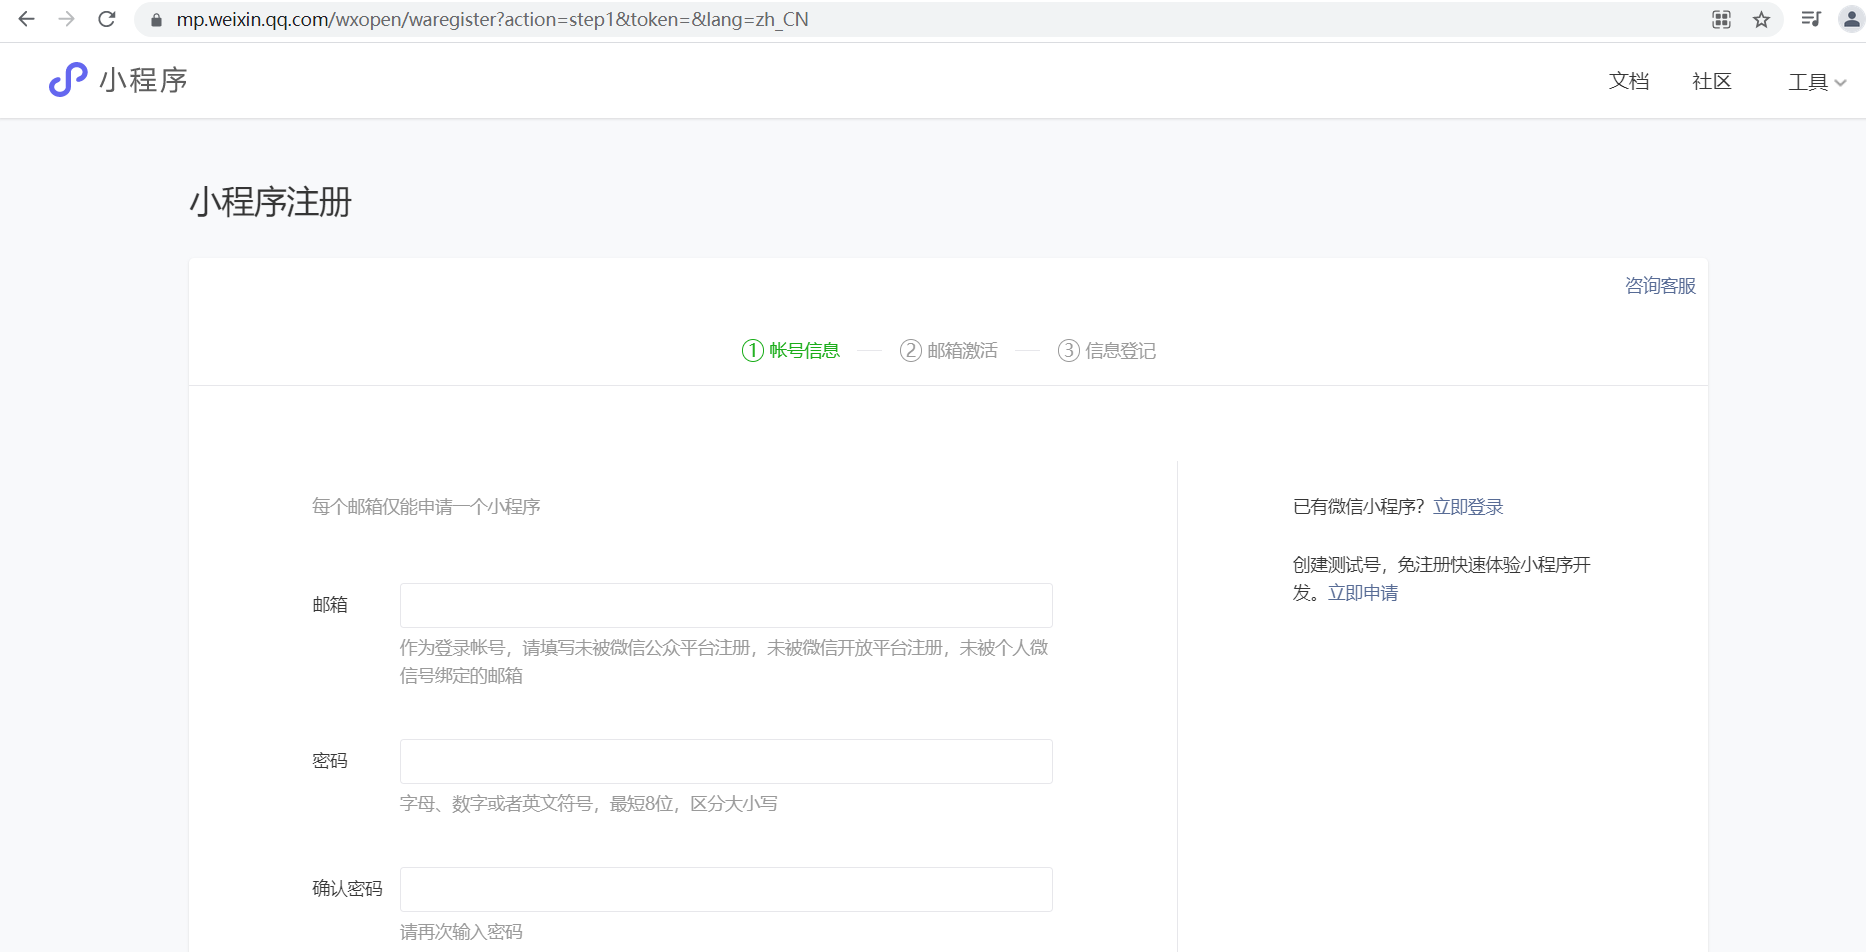 mp.weixin.qq.com/wxopen/waregister?action=step1&token=&lang=zh_CN
小程序
文档 社区 工具
小程序注册
咨询客服
① 帐号信息 ② 邮箱激活 ③ 信息登记
每个邮箱仅能申请一个小程序
已有微信小程序？立即登录
创建测试号，免注册快速体验小程序开
发。立即申请
邮箱
作为登录帐号，请填写未被微信公众平台注册，未被微信开放平台注册，未被个人微
信号绑定的邮箱
密码
字母、数字或者英文符号，最短8位，区分大小写
确认密码
请再次输入密码